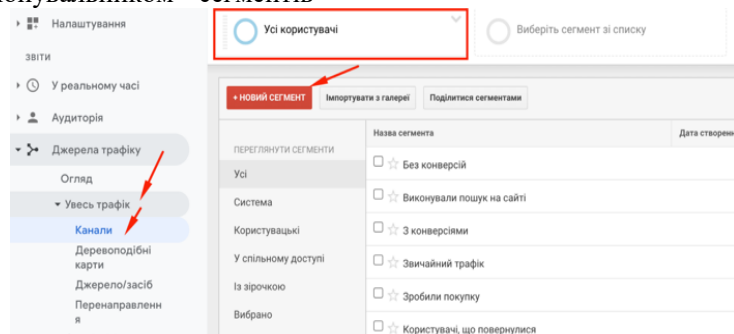 сегментів
Налаштування
ЗВІТИ
У реальному часі
Аудиторія
Джерела трафіку
Огляд
Увесь трафік
Канали
Деревоподібні
карти
Джерело/засіб
Перенаправленн
я
Усі користувачі
Виберіть сегмент зі списку
+ НОВИЙ СЕГМЕНТ
Імпортувати з галереї
Поділитися сегментами
ПЕРЕГЛЯНУТИ СЕГМЕНТИ
Усі
Система
Користувацькі
У спільному доступі
Із зірочкою
Вибрано
Назва сегмента
Дата створенн
Без конверсій
Виконували пошук на сайті
З конверсіями
Звичайний трафік
Зробили покупку
Користувачі, що повернулися